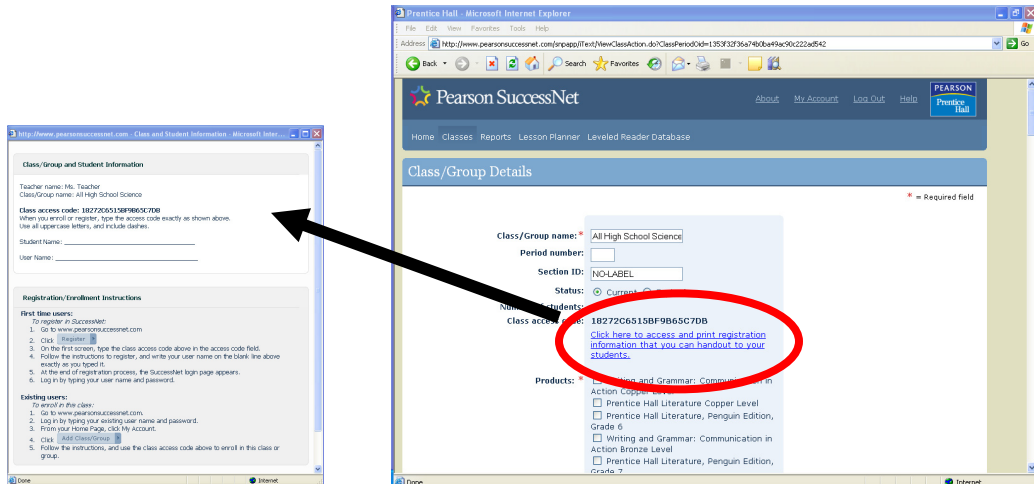 http://www.pearsonsuccessnet.com - Class and Student Information - Microsoft Inter...
Class/Group and Student Information
Teacher name: Ms. Teacher
Class/Group name: All High School Science
Class access code: 18272C6515BF9B65C7DB
When you enroll or register, type the access code exactly as shown above.
Use all uppercase letters, and include dashes.
Student Name:
User Name:
Registration/Enrollment Instructions
First time users:
To register in SuccessNet:
1. Go to www.pearsonsuccessnet.com
2. Click Register
3. On the first screen, type the class access code above in the access code field.
4. Follow the instructions to register, and write your user name on the blank line above
exactly as you typed it.
5. At the end of registration process, the SuccessNet login page appears.
6. Log in by typing your user name and password.
Existing users:
To enroll in this class:
1. Go to www.pearsonsuccessnet.com.
2. Log in by typing your existing user name and password.
3. From your Home Page, click My Account.
4. Click Add Class/Group
5. Follow the instructions, and use the class access code above to enroll in this class or
group.
Done Internet
Prentice Hall - Microsoft Internet Explorer
File Edit View Favorites Tools Help
Address http://www.pearsonsuccessnet.com/snpapp/iText/ViewClassAction.do?ClassPeriodOid=1353f32f36a74b0ba49ac90c222ad542 Go
Back Search Favorites
Pearson SuccessNet About My Account Log Out Help PEARSON
Prentice
Hall
Home Classes Reports Lesson Planner Leveled Reader Database
Class/Group Details
* = Required field
Class/Group name: * All High School Science
Period number:
Section ID: NO-LABEL
Status: Current
students:
Class access code: 18272C6515BF9B65C7DB
Click here to access and print registration
information that you can handout to your
students.
Products: * Writing and Grammar: Communication in
Action Copper Level
Prentice Hall Literature Copper Level
Prentice Hall Literature, Penguin Edition,
Grade 6
Writing and Grammar: Communication in
Action Bronze Level
Prentice Hall Literature, Penguin Edition,
Grade 7
Done Internet